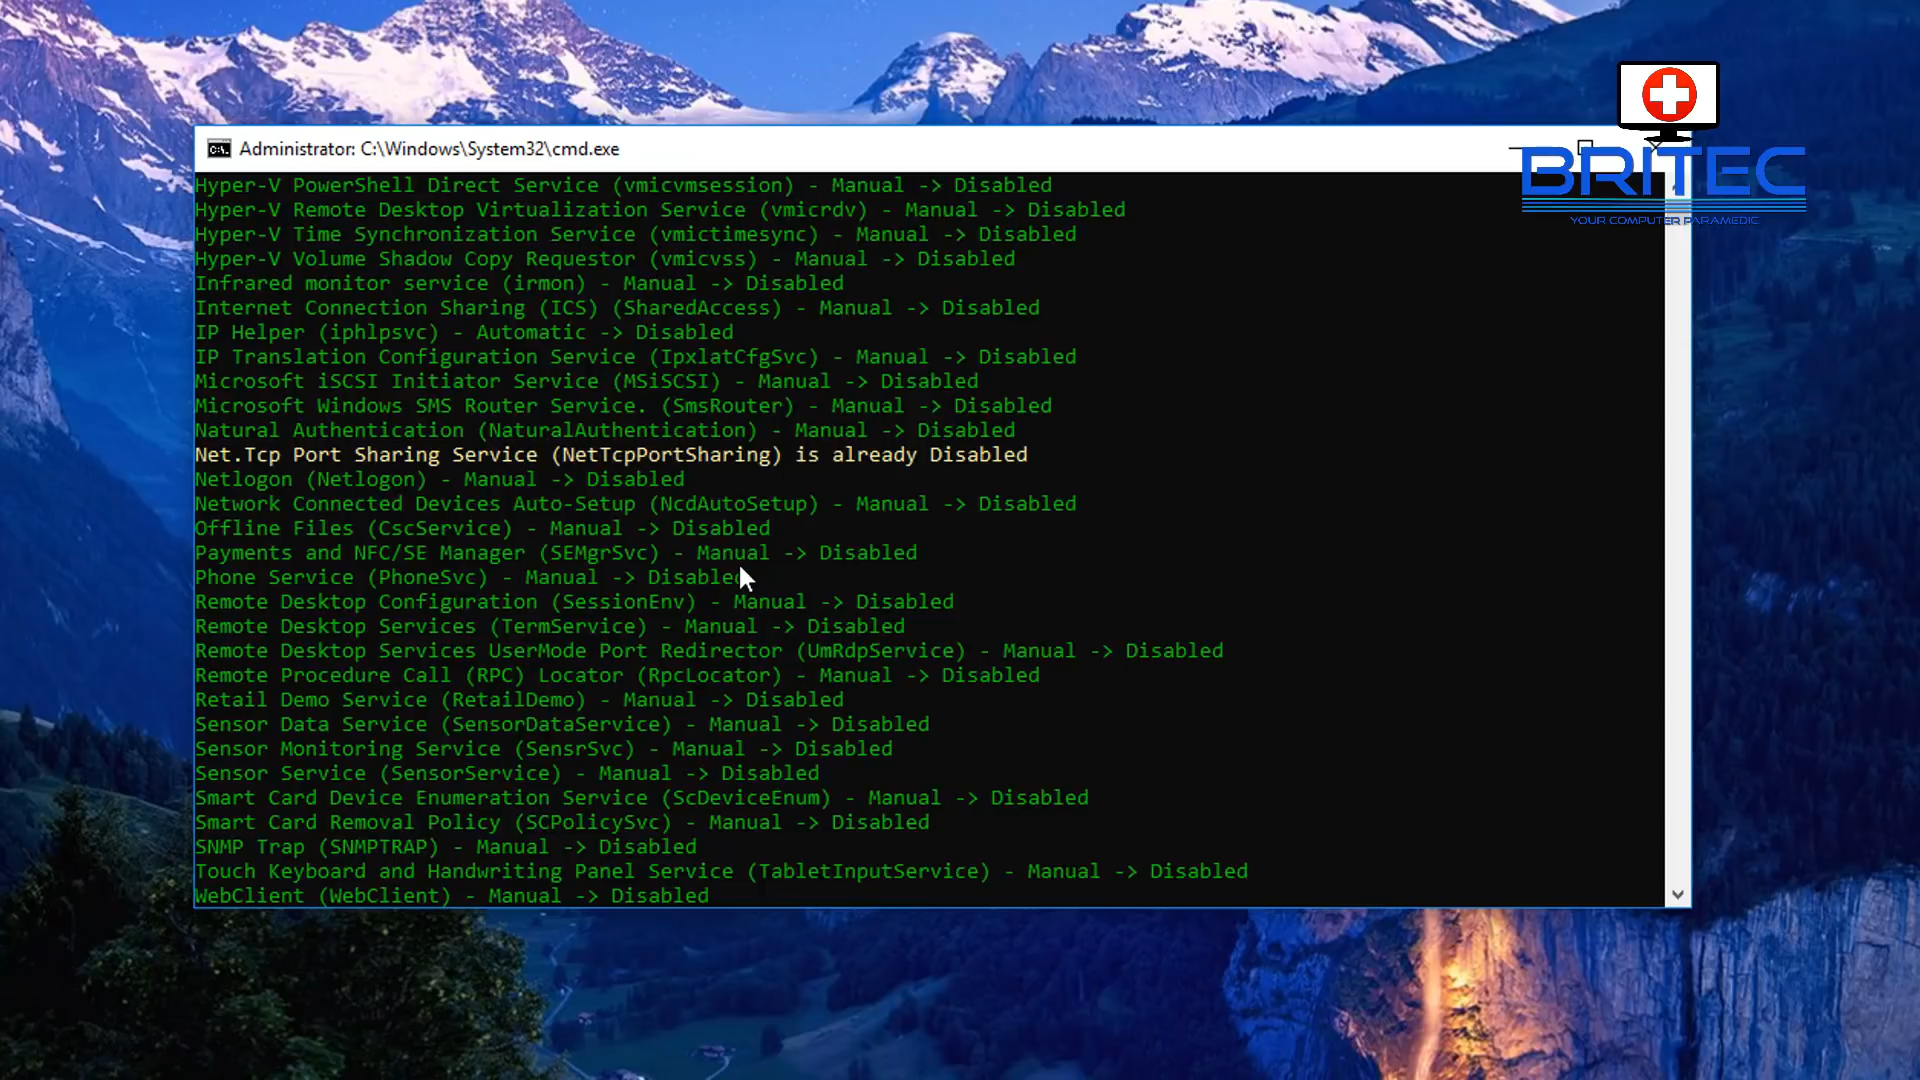 BRITEC
YOUR COMPUTER PARAMEDIC
Administrator: C:\Windows\System32\cmd.exe
Hyper-V PowerShell Direct Service (vmicvmsession) - Manual -> Disabled
Hyper-V Remote Desktop Virtualization Service (vmicrdv) - Manual -> Disabled
Hyper-V Time Synchronization Service (vmictimesync) - Manual -> Disabled
Hyper-V Volume Shadow Copy Requestor (vmicvss) - Manual -> Disabled
Infrared monitor service (irmon) - Manual -> Disabled
Internet Connection Sharing (ICS) (SharedAccess) - Manual -> Disabled
IP Helper (iphlpsvc) - Automatic -> Disabled
IP Translation Configuration Service (IpxlatCfgSvc) - Manual -> Disabled
Microsoft iSCSI Initiator Service (MSiSCSI) - Manual -> Disabled
Microsoft Windows SMS Router Service. (SmsRouter) - Manual -> Disabled
Natural Authentication (NaturalAuthentication) - Manual -> Disabled
Net.Tcp Port Sharing Service (NetTcpPortSharing) is already Disabled
Netlogon (Netlogon) - Manual -> Disabled
Network Connected Devices Auto-Setup (NcdAutoSetup) - Manual -> Disabled
Offline Files (CscService) - Manual -> Disabled
Payments and NFC/SE Manager (SEMgrSvc) - Manual -> Disabled
Phone Service (PhoneSvc) - Manual -> Disabled
Remote Desktop Configuration (SessionEnv) - Manual -> Disabled
Remote Desktop Services (TermService) - Manual -> Disabled
Remote Desktop Services UserMode Port Redirector (UmRdpService) - Manual -> Disabled
Remote Procedure Call (RPC) Locator (RpcLocator) - Manual -> Disabled
Retail Demo Service (RetailDemo) - Manual -> Disabled
Sensor Data Service (SensorDataService) - Manual -> Disabled
Sensor Monitoring Service (SensrSvc) - Manual -> Disabled
Sensor Service (SensorService) - Manual -> Disabled
Smart Card Device Enumeration Service (ScDeviceEnum) - Manual -> Disabled
Smart Card Removal Policy (SCPolicySvc) - Manual -> Disabled
SNMP Trap (SNMPTRAP) - Manual -> Disabled
Touch Keyboard and Handwriting Panel Service (TabletInputService) - Manual -> Disabled
WebClient (WebClient) - Manual -> Disabled